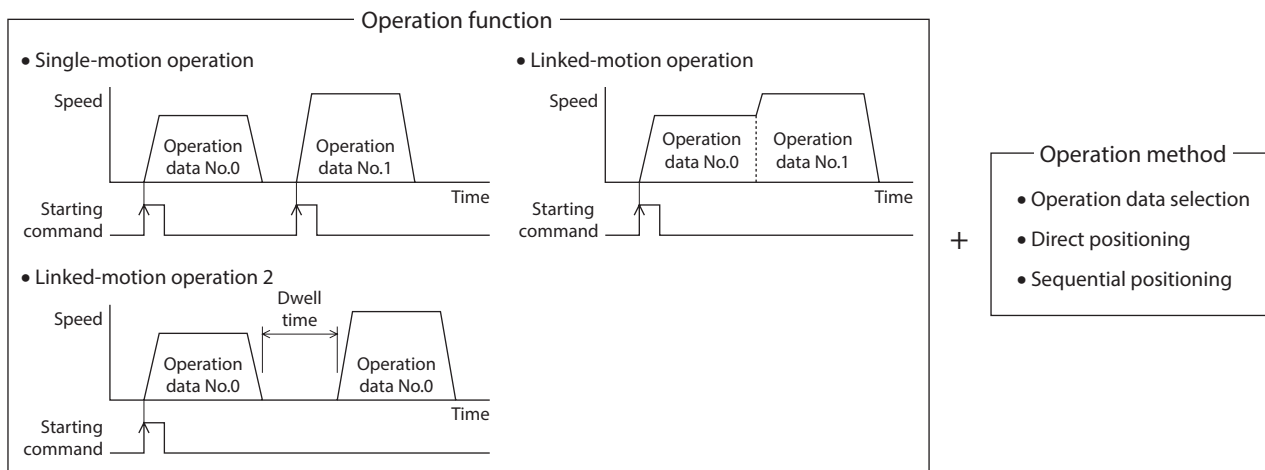 Operation function
• Single-motion operation
Speed
Operation
data No.0
Operation
data No.1
Time
Starting
command
• Linked-motion operation
Speed
Operation
data No.0
Operation
data No.1
Time
Starting
command
• Linked-motion operation 2
Speed
Dwell
time
Operation
data No.0
Operation
data No.0
Time
Starting
command
+
Operation method
• Operation data selection
• Direct positioning
• Sequential positioning